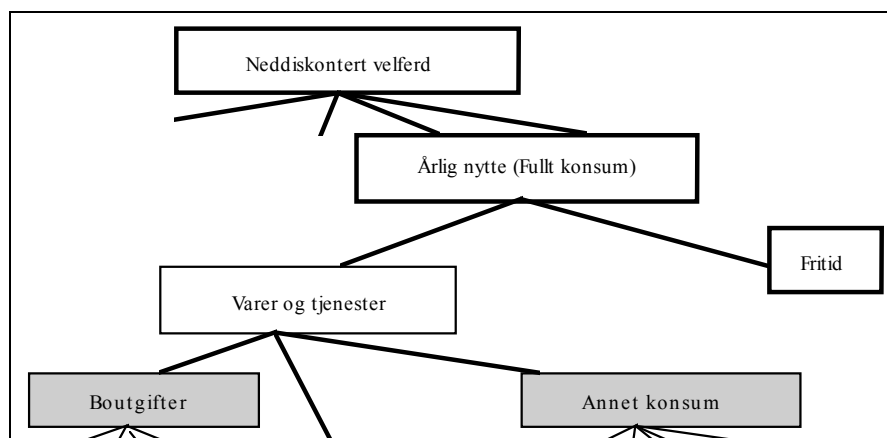 Neddiskontert velferd
Årlig nytte (Fullt konsum)
Fritid
Varer og tjenester
Boutgifter
Annet konsum